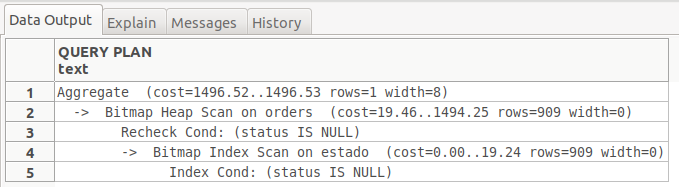 Data Output Explain Messages History
QUERY PLAN
text
1 Aggregate (cost=1496.52..1496.53 rows=1 width=8)
2 -> Bitmap Heap Scan on orders (cost=19.46..1494.25 rows=909 width=0)
3 Recheck Cond: (status IS NULL)
4 -> Bitmap Index Scan on estado (cost=0.00..19.24 rows=909 width=0)
5 Index Cond: (status IS NULL)